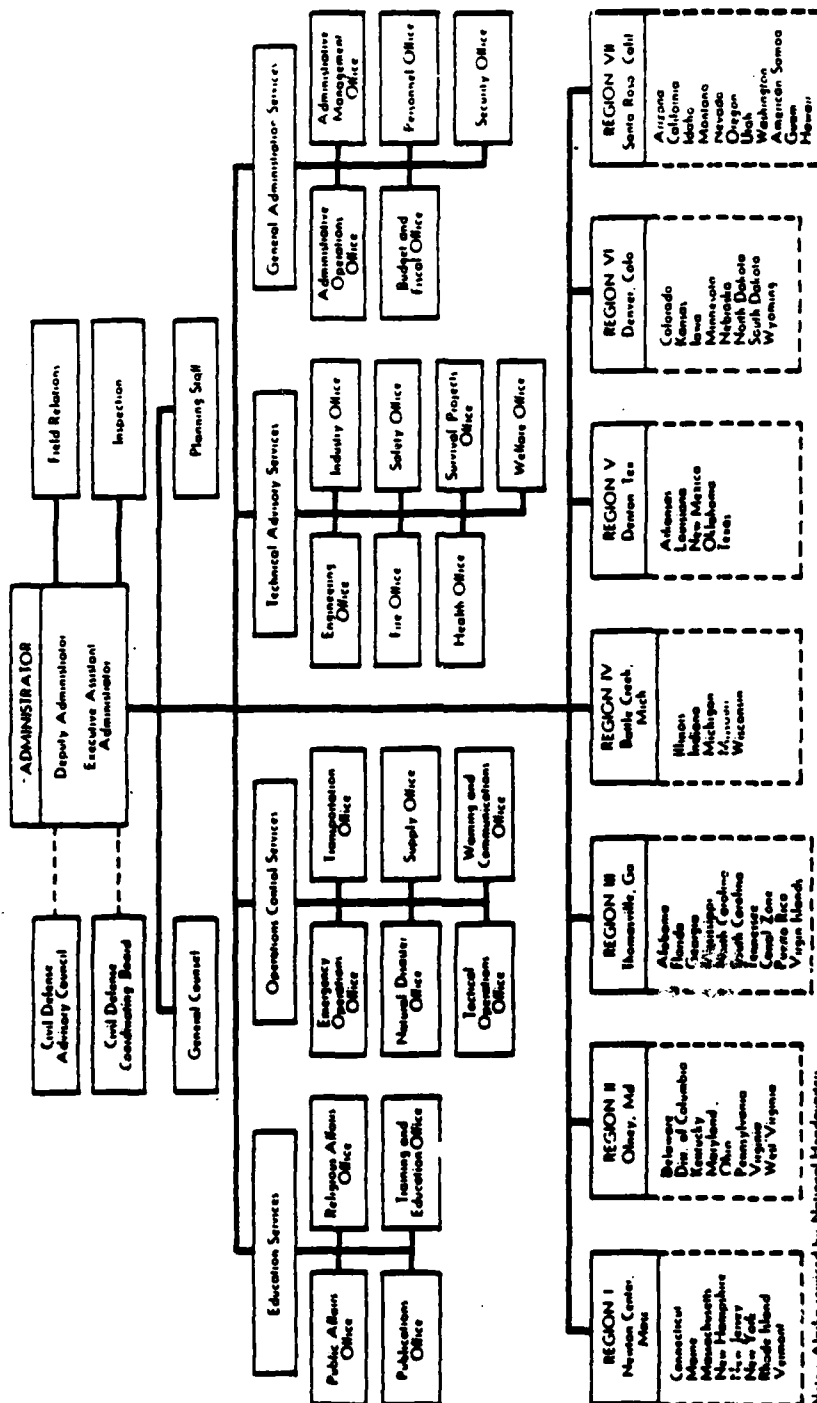 ADMINISTRATOR
Deputy Administrator
Executive Assistant
Administrator
Civil Defense
Advisory Council
Civil Defense
Coordinating Board
Field Relations
Inspection
General Counsel
Planning Staff
Education Services
Public Affairs
Office
Religious Affairs
Office
Publications
Office
Training and
Education Office
Operations Control Services
Emergency
Operations
Office
Transportation
Office
Natural Disaster
Office
Supply Office
Tactical
Operations
Office
Warning and
Communications
Office
Technical Advisory Services
Engineering
Office
Industry Office
Fire Office
Safety Office
Health Office
Survival Projects
Office
Welfare Office
General Administration Services
Administrative
Operations
Office
Administrative
Management
Office
Budget and
Fiscal Office
Personnel Office
Security Office
REGION I
Newton Center,
Mass
Connecticut
Maine
Massachusetts
New Hampshire
New Jersey
New York
Rhode Island
Vermont
REGION II
Olney, Md
Delaware
Dist. of Columbia
Kentucky
Maryland
Ohio
Pennsylvania
Virginia
West Virginia
REGION III
Thomasville, Ga
Alabama
Florida
Georgia
Mississippi
North Carolina
South Carolina
Tennessee
Canal Zone
Puerto Rico
Virgin Islands
REGION IV
Battle Creek,
Mich
Illinois
Indiana
Michigan
Missouri
Wisconsin
REGION V
Denton Tex
Arkansas
Louisiana
New Mexico
Oklahoma
Texas
REGION VI
Denver, Colo
Colorado
Kansas
Iowa
Minnesota
Nebraska
North Dakota
South Dakota
Wyoming
REGION VII
Santa Rosa Calif
Arizona
California
Idaho
Montana
Nevada
Oregon
Utah
Washington
American Samoa
Guam
Hawaii
Alaska serviced by National Headquarters